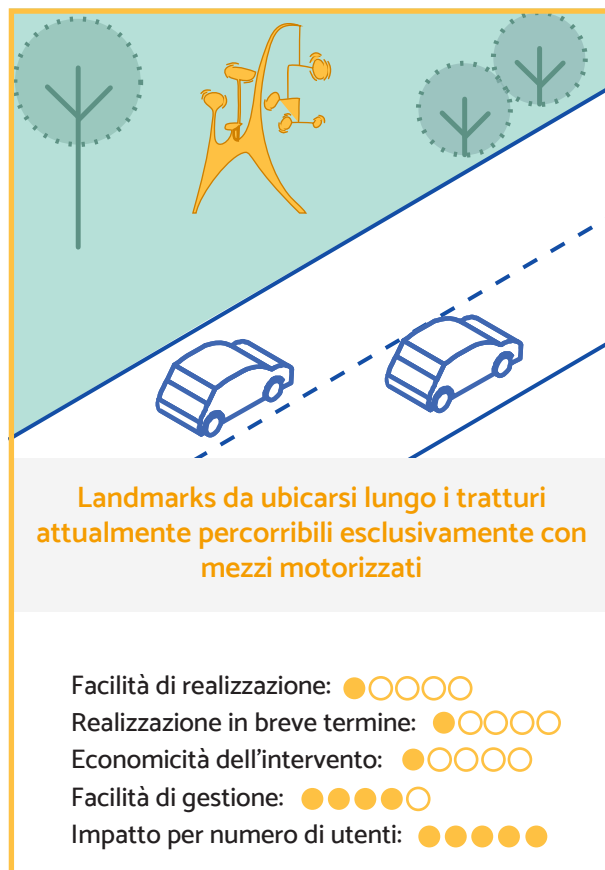 Landmarks da ubicarsi lungo i tratturi
attualmente percorribili esclusivamente con
mezzi motorizzati
Facilità di realizzazione:
Realizzazione in breve termine:
Economicità dell'intervento:
Facilità di gestione:
Impatto per numero di utenti: